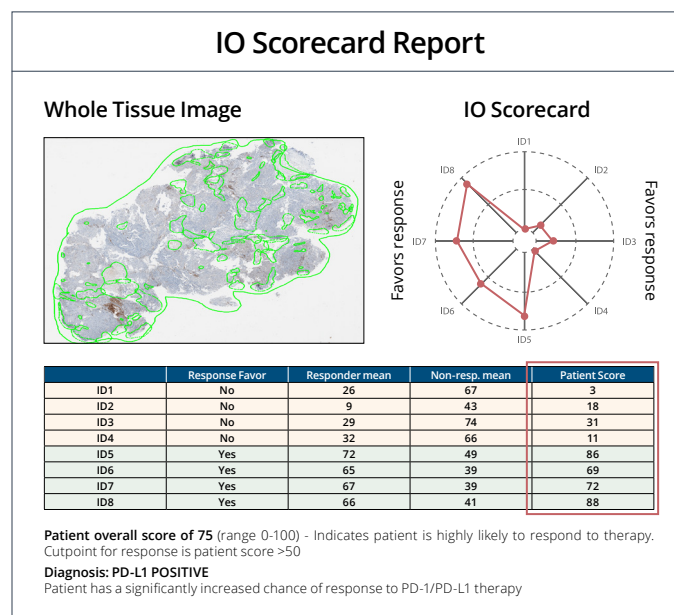 IO Scorecard Report
Whole Tissue Image
IO Scorecard
ID1
ID2
ID3
ID4
ID5
ID6
ID7
ID8
Favors response
Favors response
Response Favor Responder mean Non-resp. mean Patient Score
ID1 No 26 67 3
ID2 No 9 43 18
ID3 No 29 74 31
ID4 No 32 66 11
ID5 Yes 72 49 86
ID6 Yes 65 39 69
ID7 Yes 67 39 72
ID8 Yes 66 41 88
Patient overall score of 75 (range 0-100) - Indicates patient is highly likely to respond to therapy.
Cutpoint for response is patient score >50
Diagnosis: PD-L1 POSITIVE
Patient has a significantly increased chance of response to PD-1/PD-L1 therapy